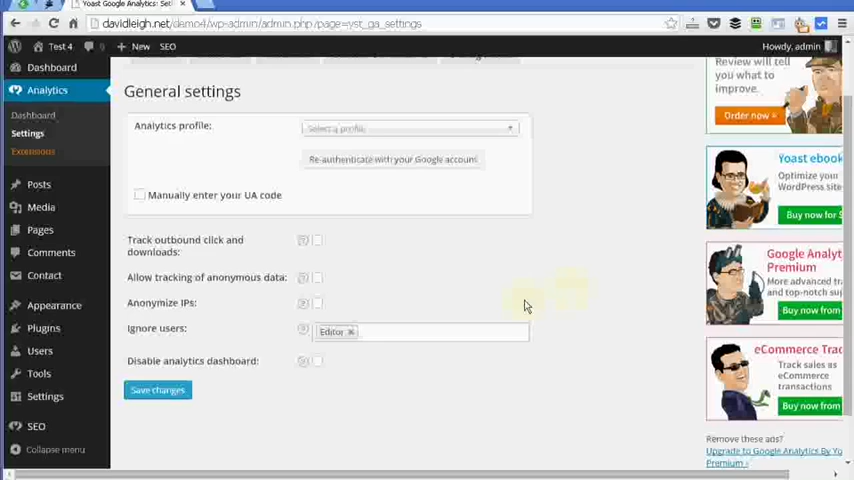 Yoast Google Analytics: Set
davidleigh.net/demo4/wp-admin/admin.php?page=yst_ga_settings
Test 4 0 New SEO
Howdy, admin
Dashboard
Analytics
Dashboard
Settings
Extensions
Posts
Media
Pages
Comments
Contact
Appearance
Plugins
Users
Tools
Settings
SEO
Collapse menu
General settings
Analytics profile:
Select a profile
Re-authenticate with your Google account
Manually enter your UA code
Track outbound click and
downloads:
Allow tracking of anonymous data:
Anonymize IPs:
Ignore users:
Editor ×
Disable analytics dashboard:
Save changes
Review will tell
you what to
improve.
Order now »
Yoast ebook
Optimize your
WordPress site
Buy now for $
Google Analyt
Premium
More advanced tra
and top-notch sup
Buy now from
eCommerce Trac
Track sales as
eCommerce
transactions
Buy now from
Remove these ads?
Upgrade to Google Analytics By Yo
Premium »